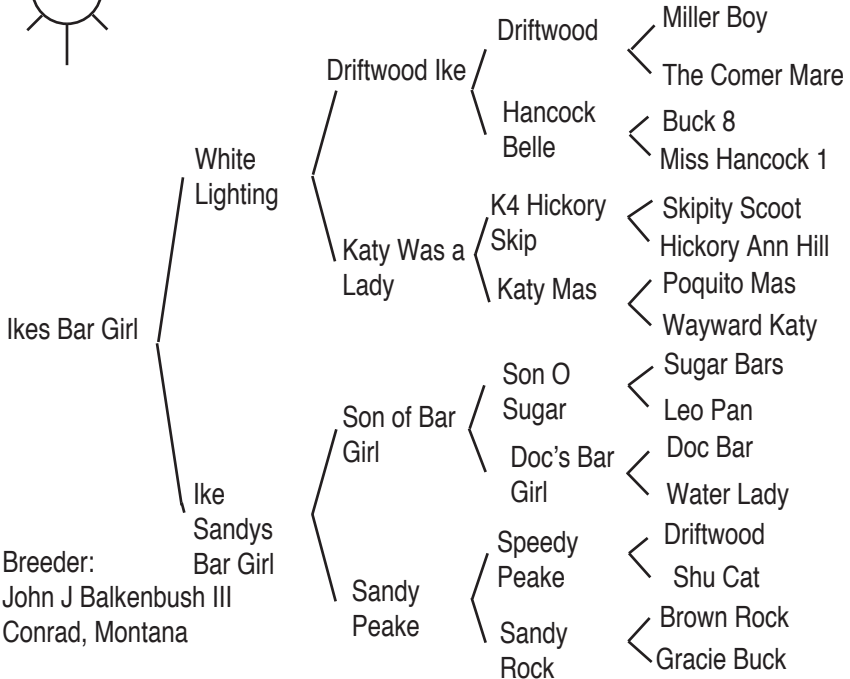 Driftwood
Miller Boy
The Comer Mare
Driftwood Ike
Hancock
Belle
Buck 8
Miss Hancock 1
White
Lighting
K4 Hickory
Skip
Skipity Scoot
Hickory Ann Hill
Katy Was a
Lady
Katy Mas
Poquito Mas
Wayward Katy
Ikes Bar Girl
Son O
Sugar
Sugar Bars
Leo Pan
Son of Bar
Girl
Doc's Bar
Girl
Doc Bar
Water Lady
Ike
Sandys
Bar Girl
Speedy
Peake
Driftwood
Shu Cat
Sandy
Peake
Sandy
Rock
Brown Rock
Gracie Buck
Breeder:
John J Balkenbush III
Conrad, Montana